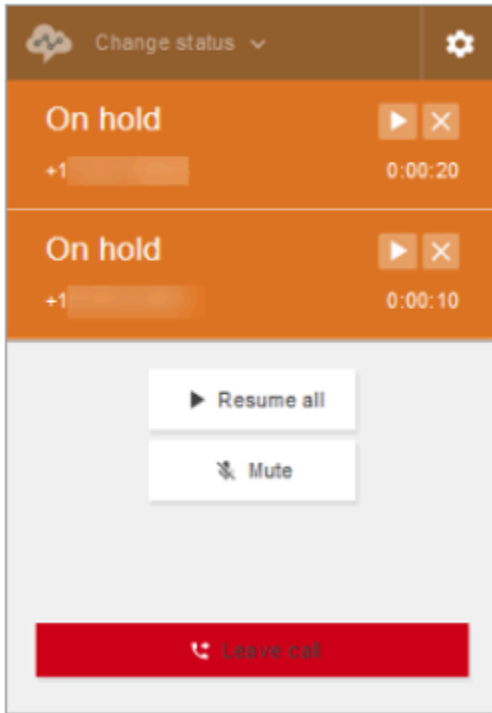 Change status
On hold
+1
0:00:20
On hold
+1
0:00:10
Resume all
Mute
Leave call